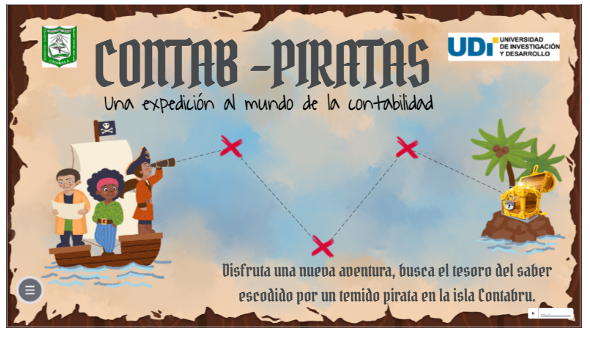 CONTAB -PIRATAS
Una expedición al mundo de la contabilidad
UDi
UNIVERSIDAD
DE INVESTIGACIÓN
Y DESARROLLO
Disfruta una nueva aventura, busca el tesoro del saber
escodido por un temido pirata en la isla Contabru.